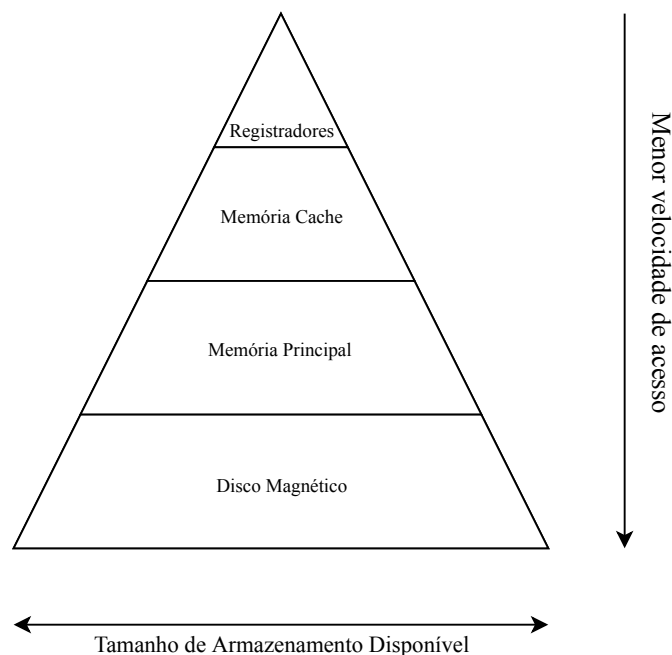 Registradores
Memória Cache
Memória Principal
Disco Magnético
Menor velocidade de acesso
Tamanho de Armazenamento Disponível